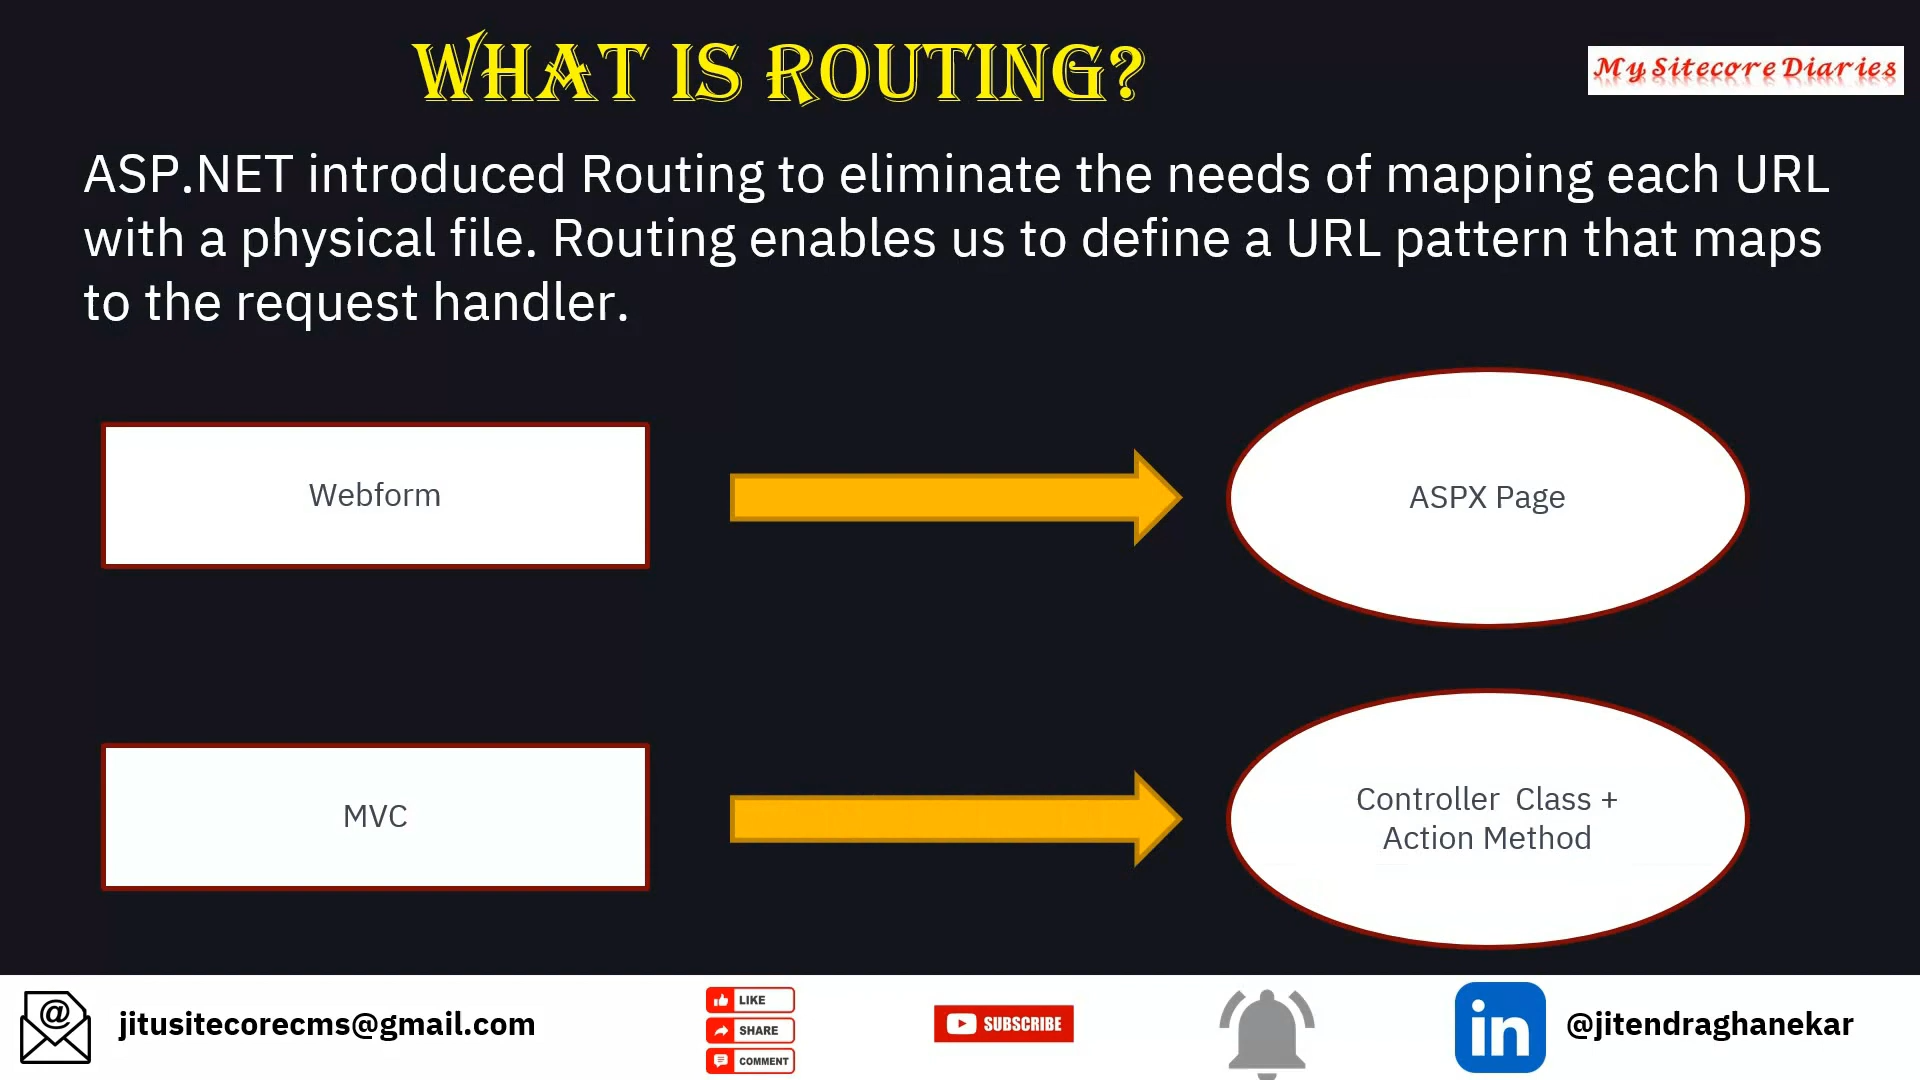 WHAT IS ROUTING?
My Sitecore Diaries
ASP.NET introduced Routing to eliminate the needs of mapping each URL
with a physical file. Routing enables us to define a URL pattern that maps
to the request handler.
Webform
ASPX Page
MVC
Controller Class +
Action Method
@
jitusitecorecms@gmail.com
LIKE
SHARE
COMMENT
SUBSCRIBE
in
@jitendraghanekar